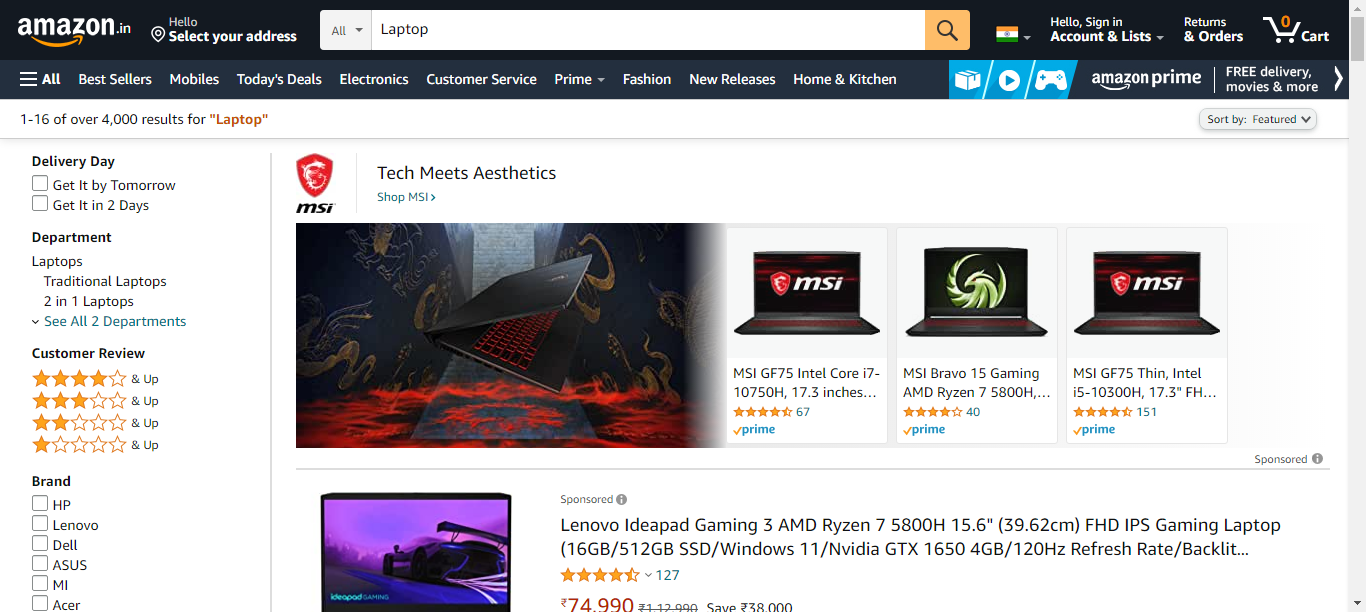 amazon.in
Hello
Select your address
All
Laptop
Hello, Sign in
Account & Lists
Returns
& Orders
0
Cart
All
Best Sellers
Mobiles
Today's Deals
Electronics
Customer Service
Prime
Fashion
New Releases
Home & Kitchen
amazon prime
FREE delivery,
movies & more
1-16 of over 4,000 results for "Laptop"
Sort by: Featured
Delivery Day
Get It by Tomorrow
Get It in 2 Days
Department
Laptops
Traditional Laptops
2 in 1 Laptops
See All 2 Departments
Customer Review
& Up
& Up
& Up
& Up
Brand
HP
Lenovo
Dell
ASUS
MI
Acer
msi
Tech Meets Aesthetics
Shop MSI
msi
MSI GF75 Intel Core i7-
10750H, 17.3 inches...
67
prime
MSI Bravo 15 Gaming
AMD Ryzen 7 5800H,...
40
prime
msi
MSI GF75 Thin, Intel
i5-10300H, 17.3" FH...
151
prime
Sponsored
ideapad GAMING
Sponsored
Lenovo Ideapad Gaming 3 AMD Ryzen 7 5800H 15.6" (39.62cm) FHD IPS Gaming Laptop
(16GB/512GB SSD/Windows 11/Nvidia GTX 1650 4GB/120Hz Refresh Rate/Backlit...
127
₹74,990 ₹1,12,990 Save ₹38,000